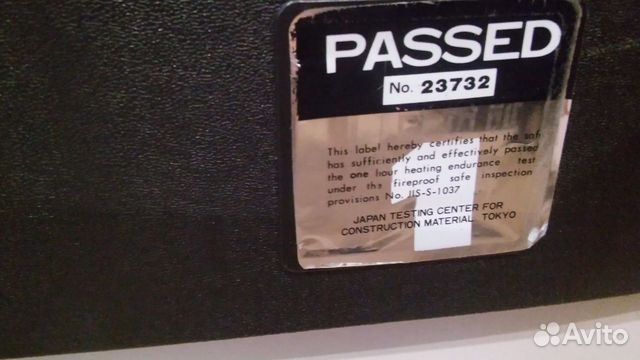 PASSED
No. 23732
This label hereby certifies that the safe
has sufficiently and effectively passed
the one hour heating endurance test
under the fireproof safe inspection
provisions No. JIS-S-1037
1
JAPAN TESTING CENTER FOR
CONSTRUCTION MATERIAL TOKYO
Avito